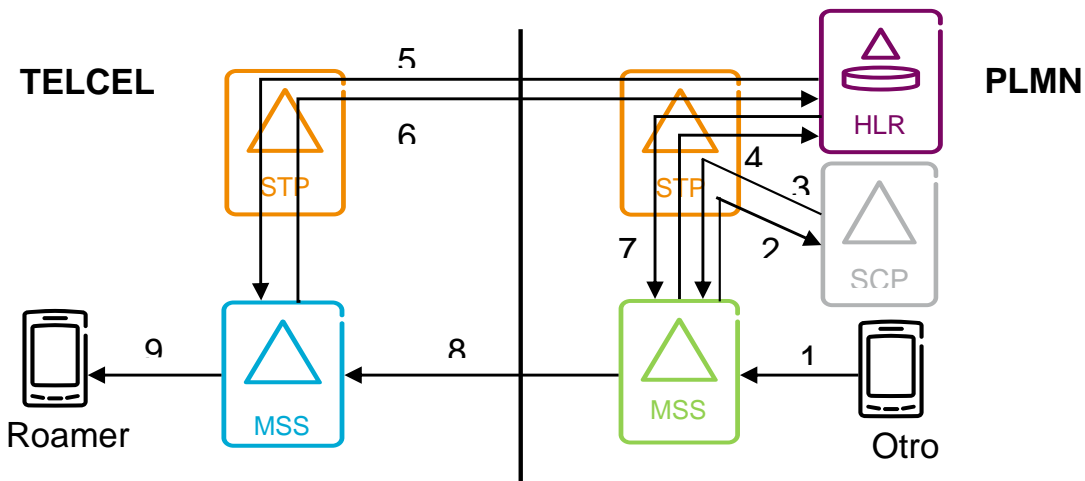 TELCEL
PLMN
5
6
STP
STP
HLR
4
3
2
7
SCP
MSS
MSS
9
8
1
Roamer
Otro